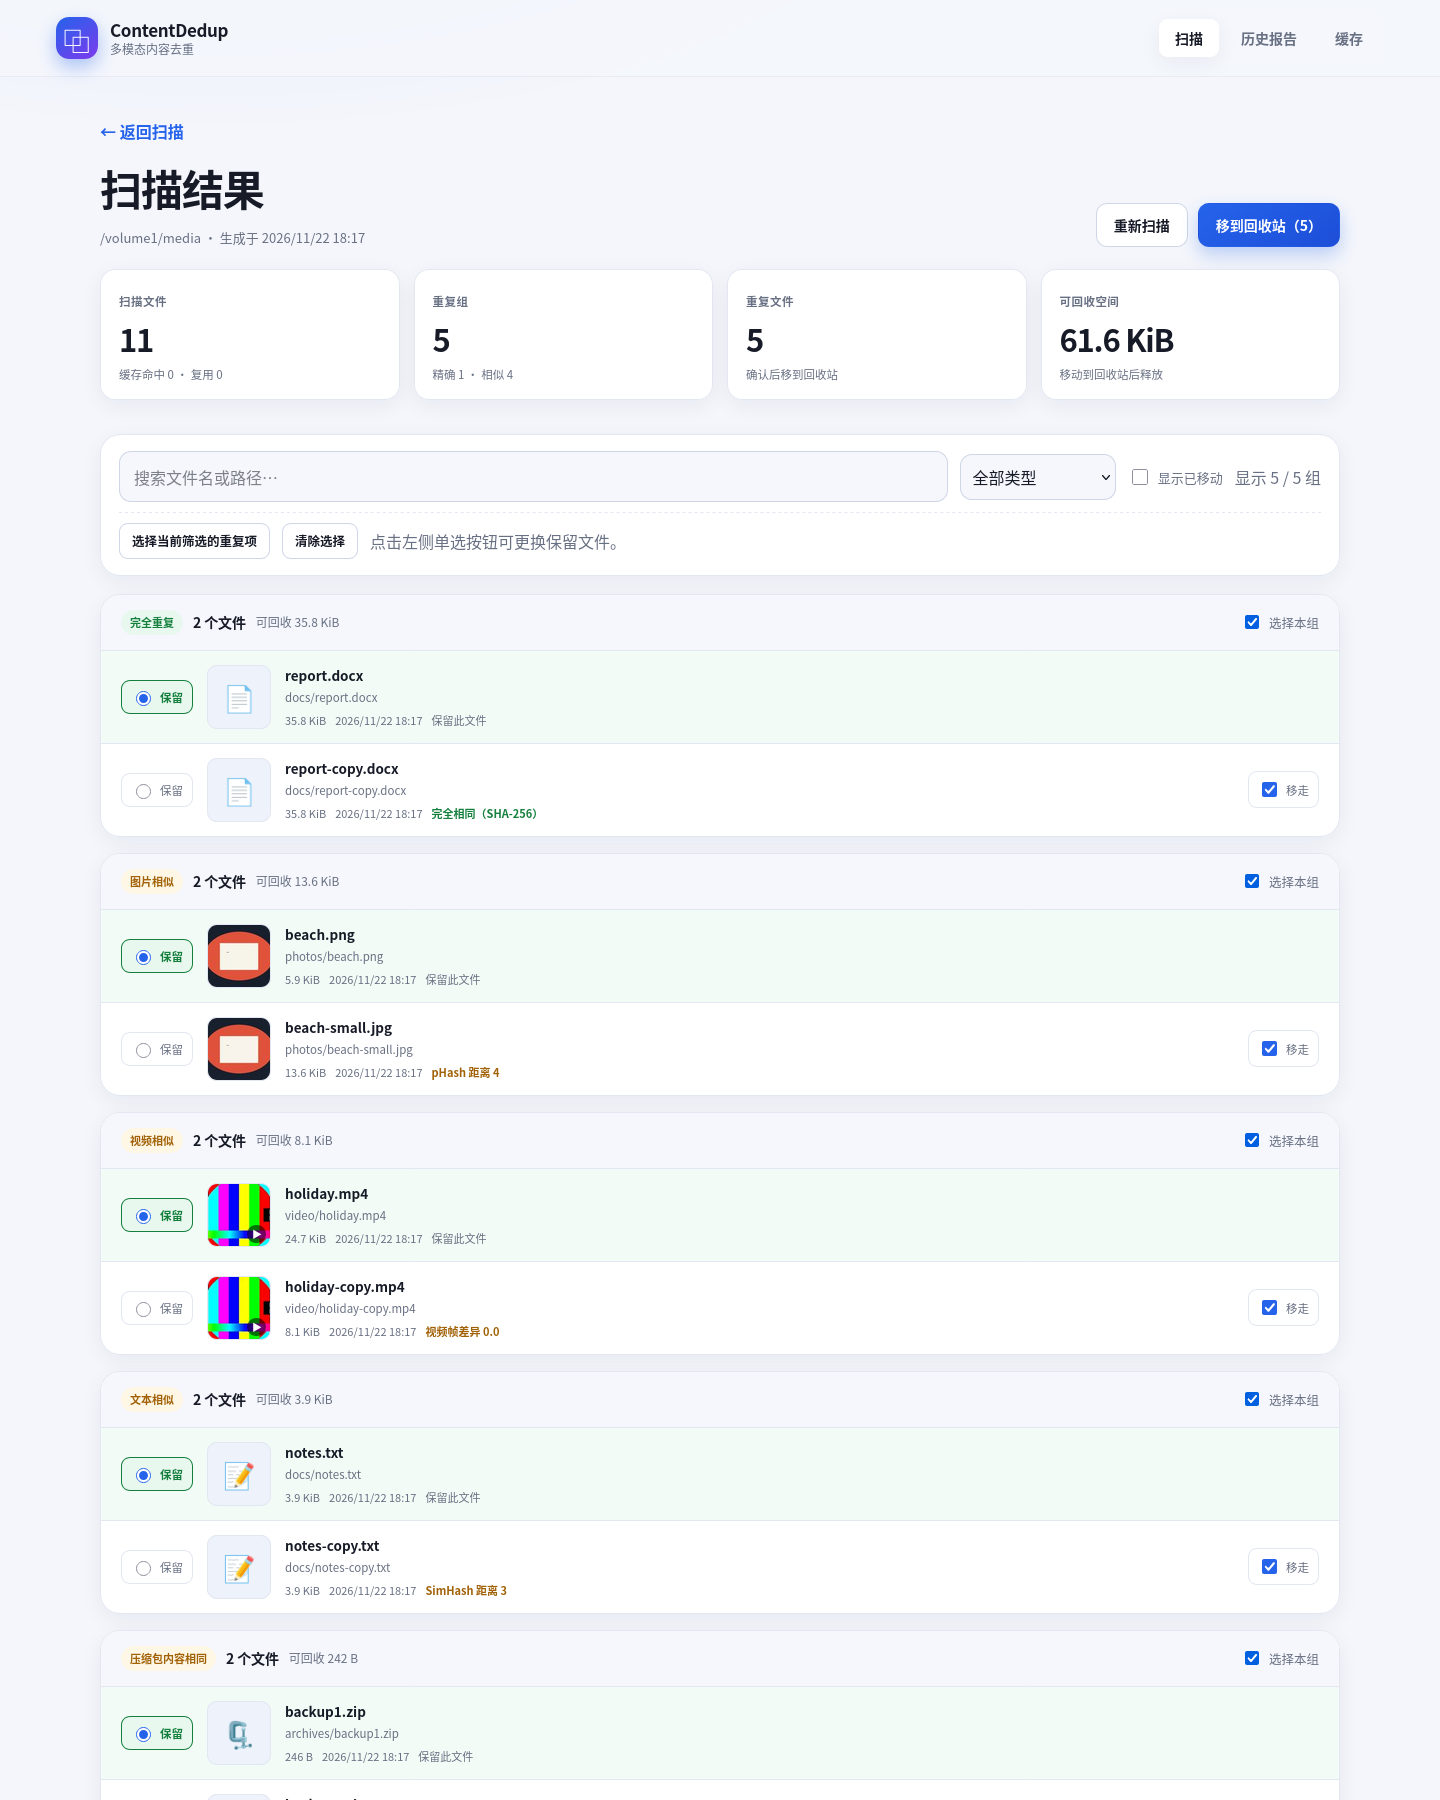 ContentDedup
多模态内容去重
扫描
历史报告
缓存
← 返回扫描
扫描结果
/volume1/media · 生成于 2026/11/22 18:17
重新扫描
移到回收站（5）
扫描文件
11
缓存命中 0 · 复用 0
重复组
5
精确 1 · 相似 4
重复文件
5
确认后移到回收站
可回收空间
61.6 KiB
移动到回收站后释放
搜索文件名或路径…
全部类型
显示已移动
显示 5 / 5 组
选择当前筛选的重复项
清除选择
点击左侧单选按钮可更换保留文件。
完全重复 2 个文件 可回收 35.8 KiB
选择本组
保留
report.docx
docs/report.docx
35.8 KiB 2026/11/22 18:17 保留此文件
保留
report-copy.docx
docs/report-copy.docx
35.8 KiB 2026/11/22 18:17 完全相同（SHA-256）
移走
图片相似 2 个文件 可回收 13.6 KiB
选择本组
保留
beach.png
photos/beach.png
5.9 KiB 2026/11/22 18:17 保留此文件
保留
beach-small.jpg
photos/beach-small.jpg
13.6 KiB 2026/11/22 18:17 pHash 距离 4
移走
视频相似 2 个文件 可回收 8.1 KiB
选择本组
保留
holiday.mp4
video/holiday.mp4
24.7 KiB 2026/11/22 18:17 保留此文件
保留
holiday-copy.mp4
video/holiday-copy.mp4
8.1 KiB 2026/11/22 18:17 视频帧差异 0.0
移走
文本相似 2 个文件 可回收 3.9 KiB
选择本组
保留
notes.txt
docs/notes.txt
3.9 KiB 2026/11/22 18:17 保留此文件
保留
notes-copy.txt
docs/notes-copy.txt
3.9 KiB 2026/11/22 18:17 SimHash 距离 3
移走
压缩包内容相同 2 个文件 可回收 242 B
选择本组
保留
backup1.zip
archives/backup1.zip
246 B 2026/11/22 18:17 保留此文件